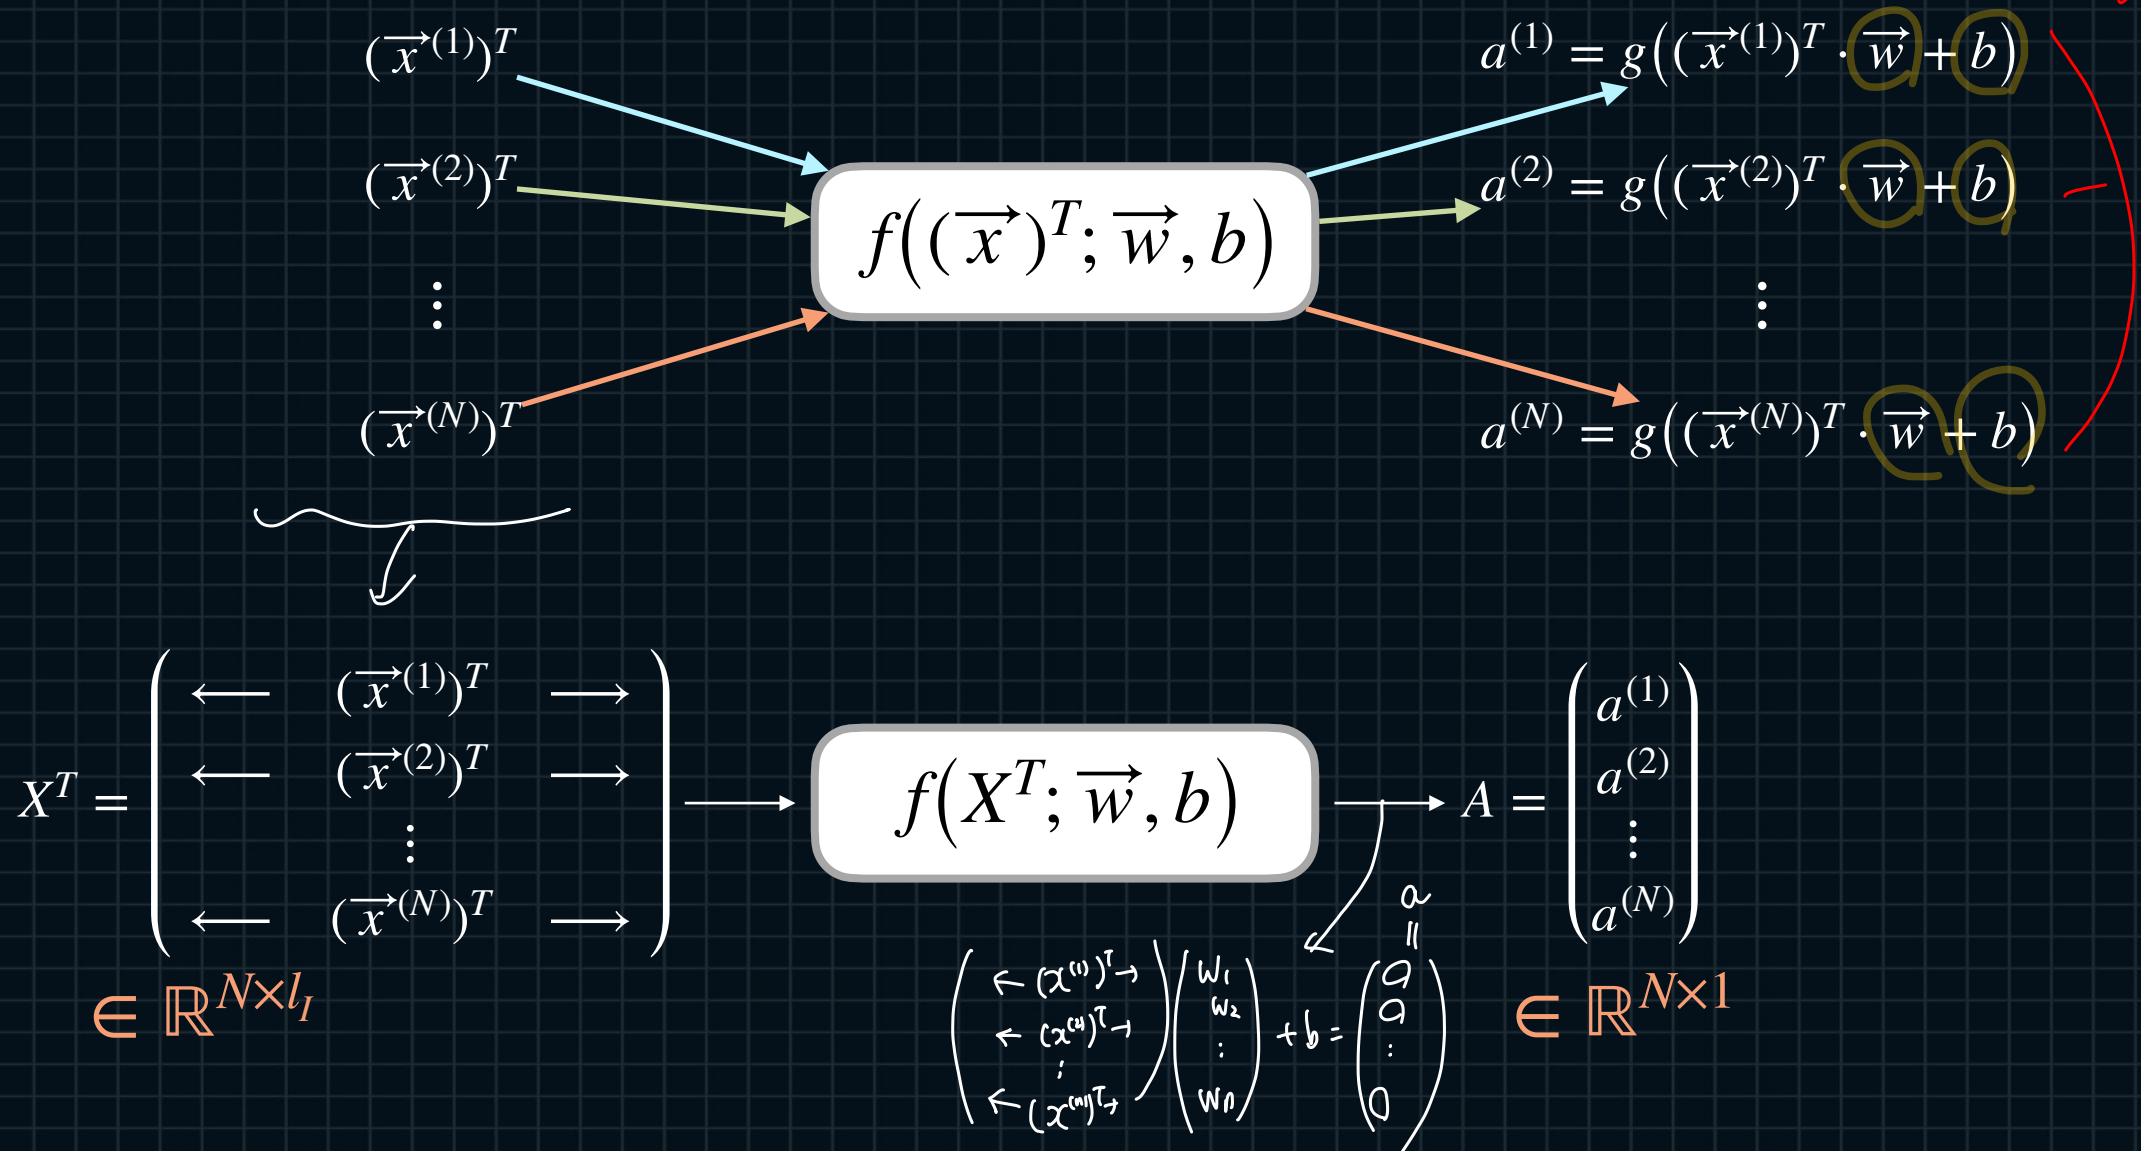 (x⃗⁽¹⁾)ᵀ
a⁽¹⁾ = g((x⃗⁽¹⁾)ᵀ · w⃗ + b)
(x⃗⁽²⁾)ᵀ
a⁽²⁾ = g((x⃗⁽²⁾)ᵀ · w⃗ + b)
f((x⃗)ᵀ; w⃗, b)
⋮
⋮
(x⃗⁽ᴺ⁾)ᵀ
a⁽ᴺ⁾ = g((x⃗⁽ᴺ⁾)ᵀ · w⃗ + b)
Xᵀ = ( ← (x⃗⁽¹⁾)ᵀ →
← (x⃗⁽²⁾)ᵀ →
⋮
← (x⃗⁽ᴺ⁾)ᵀ → )
∈ ℝ^{N×l_I}
f(Xᵀ; w⃗, b)
A = ( a⁽¹⁾
a⁽²⁾
⋮
a⁽ᴺ⁾ )
∈ ℝ^{N×1}
a
=
( ← (x⁽¹⁾)ᵀ → ) ( w₁ ) ( a )
← (x⁽²⁾)ᵀ → w₂ + b = a
⋮ ⋮ ⋮
← (x⁽ᴺ⁾)ᵀ → wn